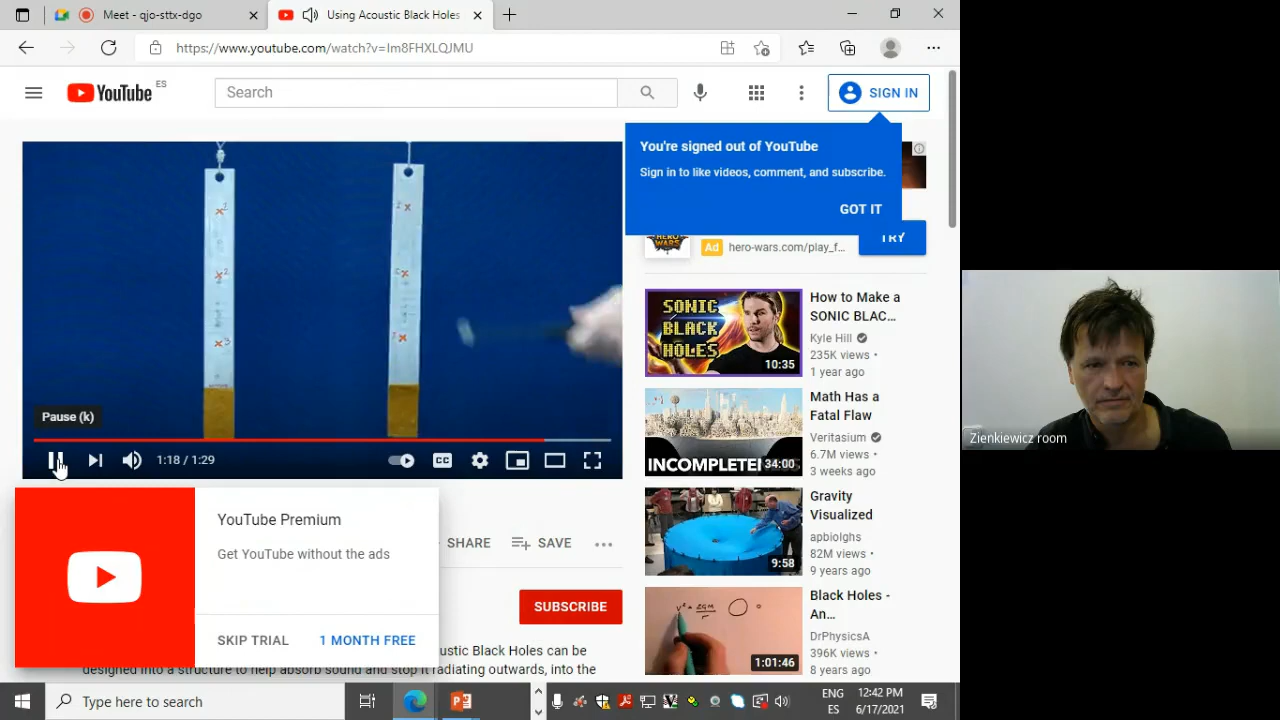 Meet - qjo-sttx-dgo
Using Acoustic Black Holes
https://www.youtube.com/watch?v=Im8FHXLQJMU
YouTube ES
Search
SIGN IN
You're signed out of YouTube
Sign in to like videos, comment, and subscribe.
GOT IT
TRY
Ad hero-wars.com/play_f...
SONIC
BLACK
HOLES
10:35
How to Make a
SONIC BLAC...
Kyle Hill
235K views •
1 year ago
INCOMPLETE
34:00
Math Has a
Fatal Flaw
Veritasium
6.7M views •
3 weeks ago
9:58
Gravity
Visualized
apbiolghs
82M views •
9 years ago
1:01:46
Black Holes -
An...
DrPhysicsA
396K views •
8 years ago
Pause (k)
1:18 / 1:29
CC
YouTube Premium
Get YouTube without the ads
SKIP TRIAL
1 MONTH FREE
SHARE
SAVE
SUBSCRIBE
ustic Black Holes can be
designed into a structure to help absorb sound and stop it radiating outwards, into the
Zienkiewicz room
Type here to search
ENG
ES
12:42 PM
6/17/2021